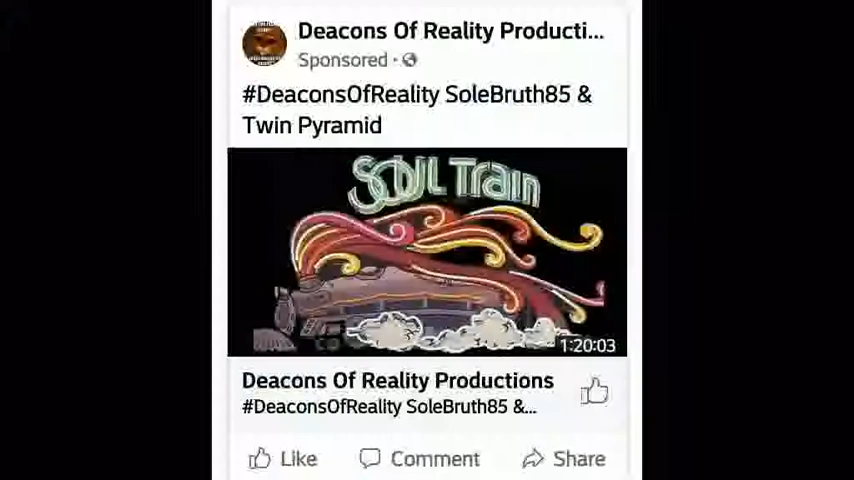 Deacons Of Reality Producti...
Sponsored ·
#DeaconsOfReality SoleBruth85 &
Twin Pyramid
SOUL Train
1:20:03
Deacons Of Reality Productions
#DeaconsOfReality SoleBruth85 &...
Like Comment Share